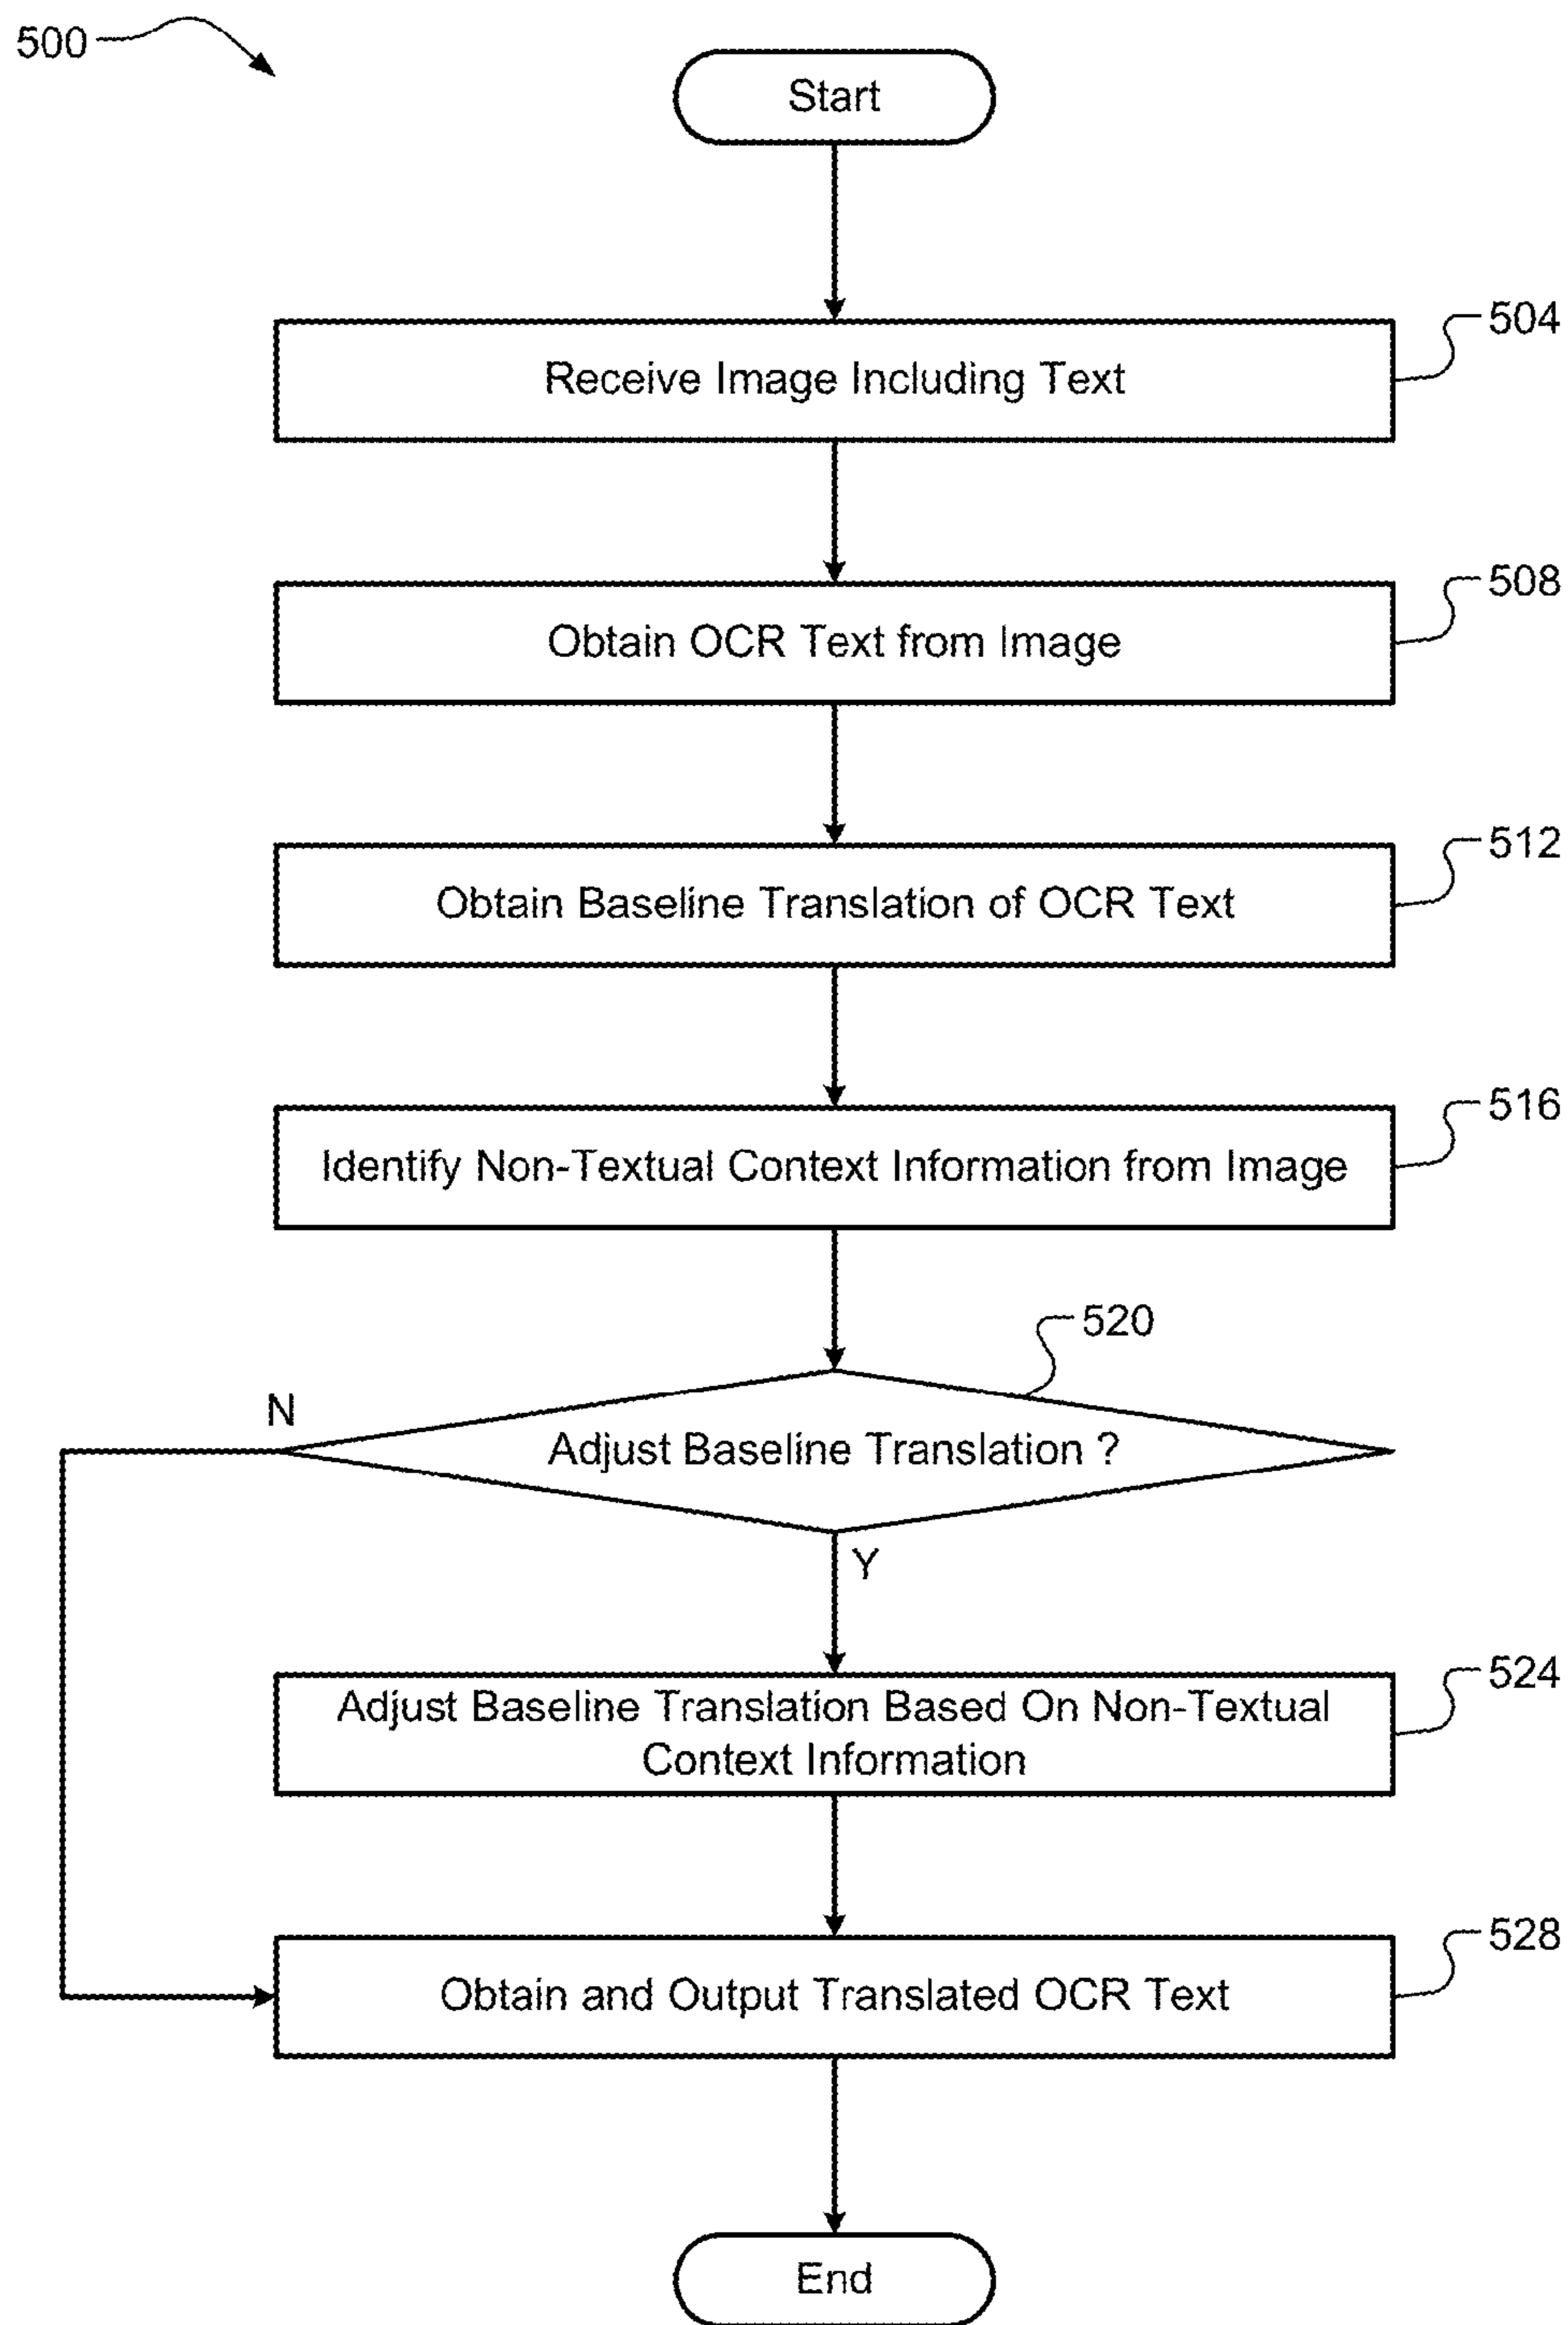 500
Start
504
Receive Image Including Text
508
Obtain OCR Text from Image
512
Obtain Baseline Translation of OCR Text
516
Identify Non-Textual Context Information from Image
520
N
Adjust Baseline Translation ?
Y
524
Adjust Baseline Translation Based On Non-Textual
Context Information
528
Obtain and Output Translated OCR Text
End